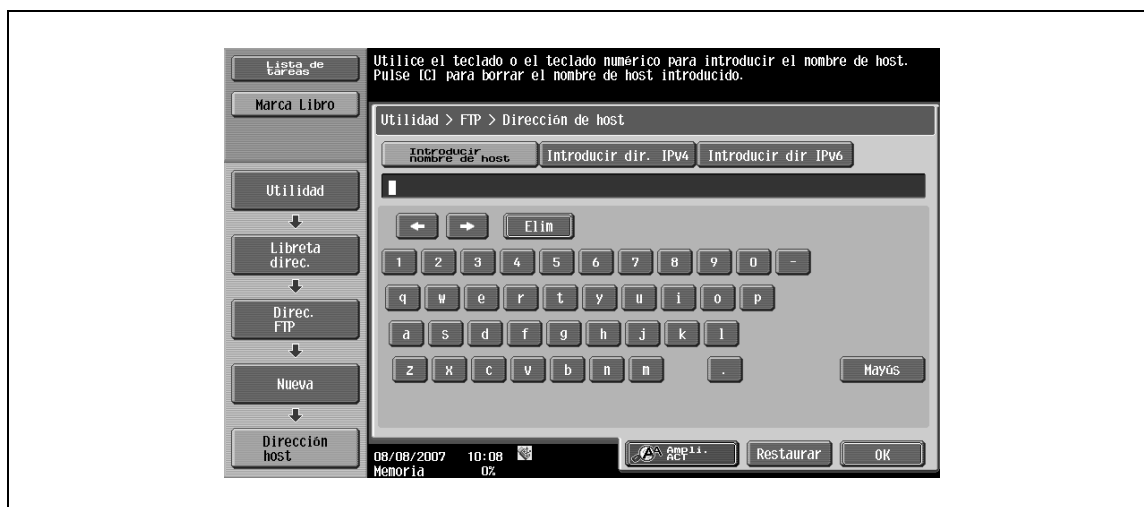 Lista de
tareas
Marca Libro
Utilidad
Libreta
direc.
Direc.
FTP
Nueva
Dirección
host
Utilice el teclado o el teclado numérico para introducir el nombre de host.
Pulse [C] para borrar el nombre de host introducido.
Utilidad > FTP > Dirección de host
Introducir
nombre de host
Introducir dir. IPv4
Introducir dir IPv6
Elim
1 2 3 4 5 6 7 8 9 0 -
q w e r t y u i o p
a s d f g h j k l
z x c v b n m .
Mayús
08/08/2007 10:08
Memoria 0%
Ampli.
ACT
Restaurar
OK